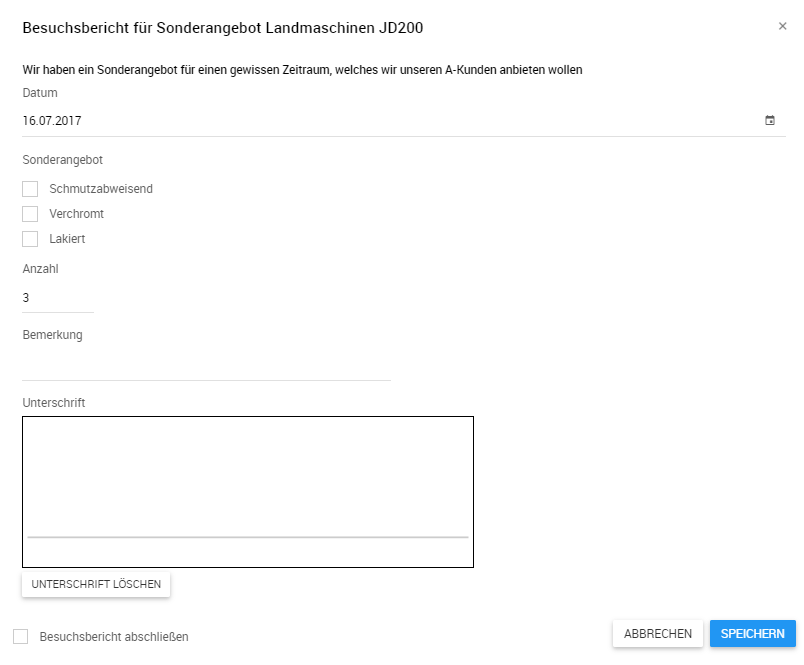 Besuchsbericht für Sonderangebot Landmaschinen JD200
×
Wir haben ein Sonderangebot für einen gewissen Zeitraum, welches wir unseren A-Kunden anbieten wollen
Datum
16.07.2017
Sonderangebot
Schmutzabweisend
Verchromt
Lakiert
Anzahl
3
Bemerkung
Unterschrift
UNTERSCHRIFT LÖSCHEN
Besuchsbericht abschließen
ABBRECHEN
SPEICHERN